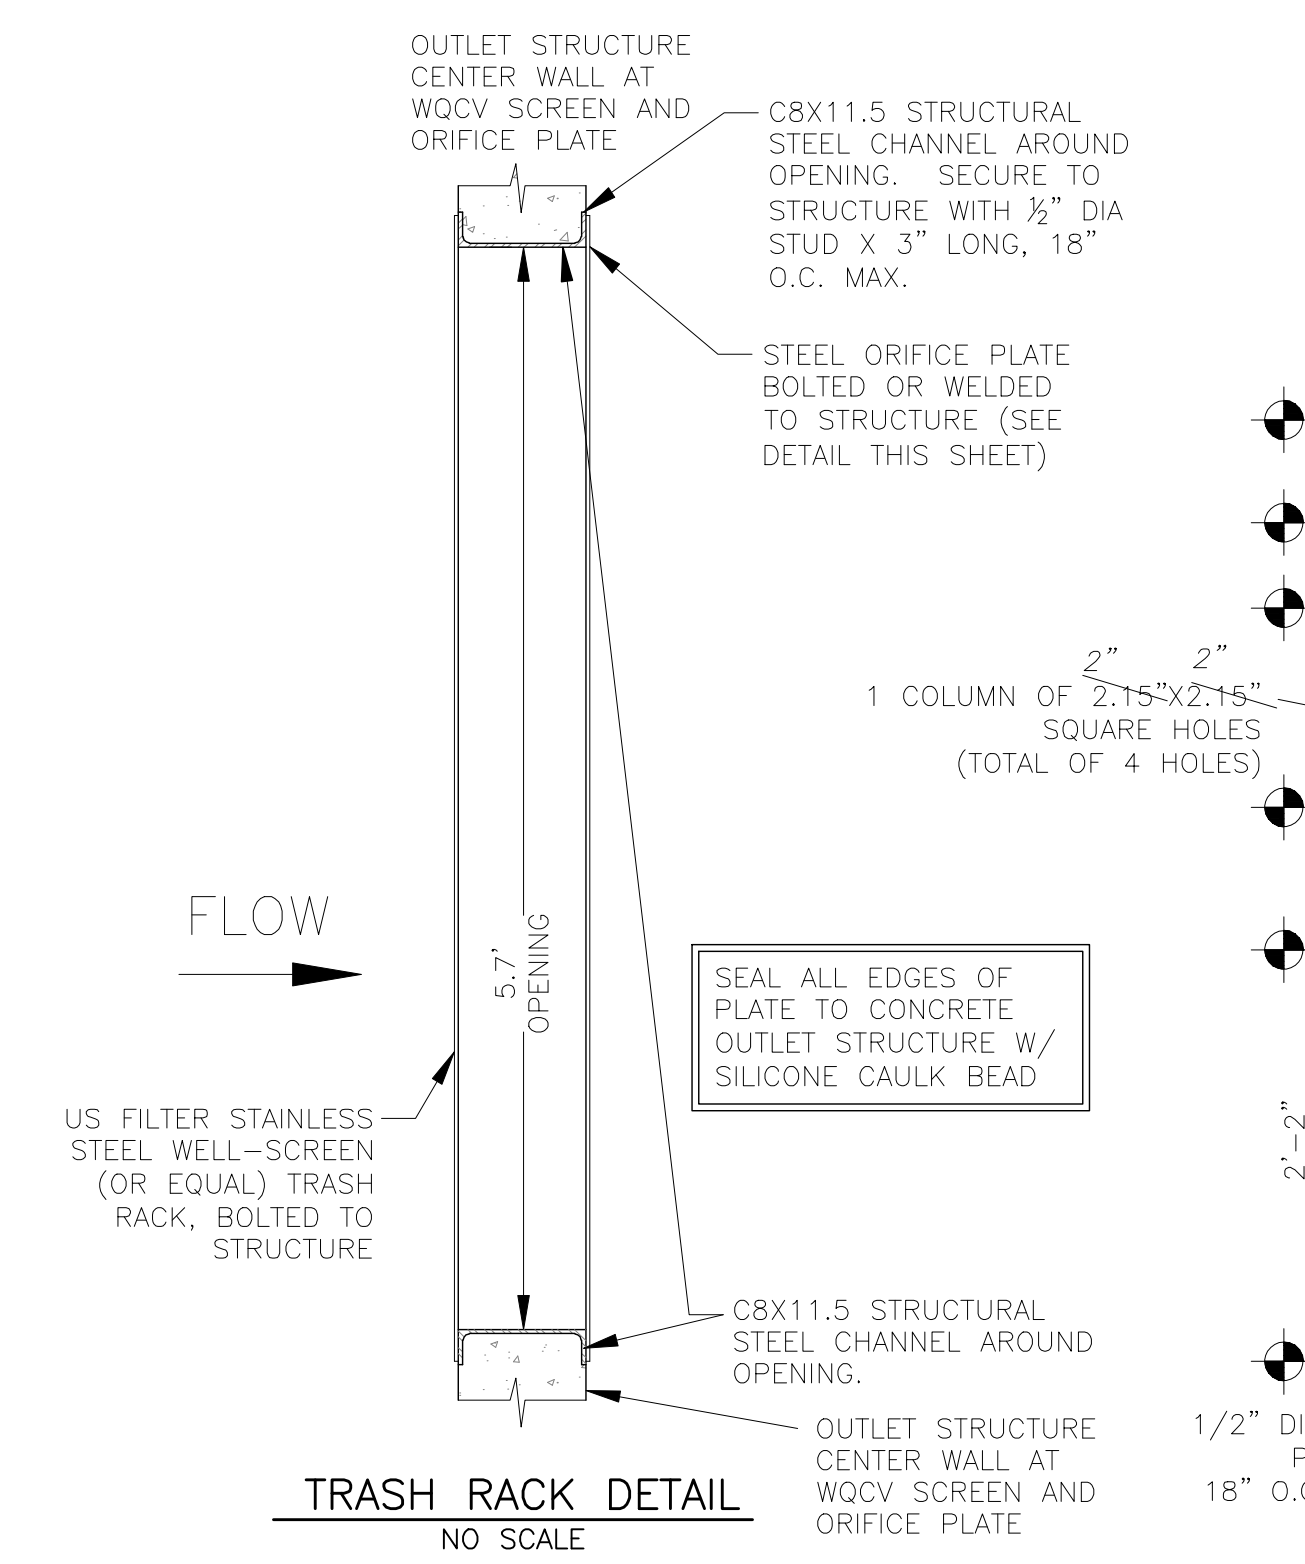 OUTLET STRUCTURE
CENTER WALL AT
WQCV SCREEN AND
ORIFICE PLATE
C8X11.5 STRUCTURAL
STEEL CHANNEL AROUND
OPENING. SECURE TO
STRUCTURE WITH ½" DIA
STUD X 3" LONG, 18"
O.C. MAX.
STEEL ORIFICE PLATE
BOLTED OR WELDED
TO STRUCTURE (SEE
DETAIL THIS SHEET)
2" 2"
1 COLUMN OF 2.15"X2.15"
SQUARE HOLES
(TOTAL OF 4 HOLES)
FLOW
5.7'
OPENING
SEAL ALL EDGES OF
PLATE TO CONCRETE
OUTLET STRUCTURE W/
SILICONE CAULK BEAD
US FILTER STAINLESS
STEEL WELL-SCREEN
(OR EQUAL) TRASH
RACK, BOLTED TO
STRUCTURE
2'-2"
C8X11.5 STRUCTURAL
STEEL CHANNEL AROUND
OPENING.
OUTLET STRUCTURE
CENTER WALL AT
WQCV SCREEN AND
ORIFICE PLATE
1/2" DI
P
18" O.C
TRASH RACK DETAIL
NO SCALE